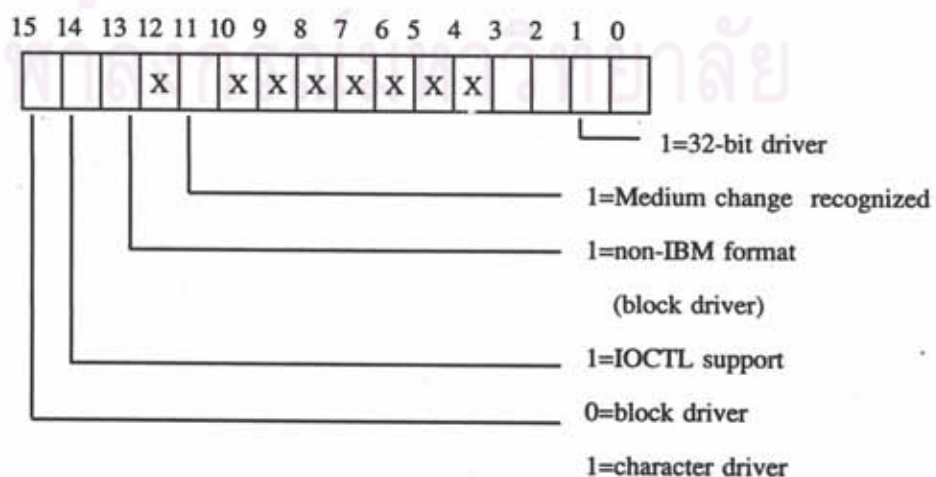 15 14 13 12 11 10 9 8 7 6 5 4 3 2 1 0
X X X X X X X
1=32-bit driver
1=Medium change recognized
1=non-IBM format
(block driver)
1=IOCTL support
0=block driver
1=character driver